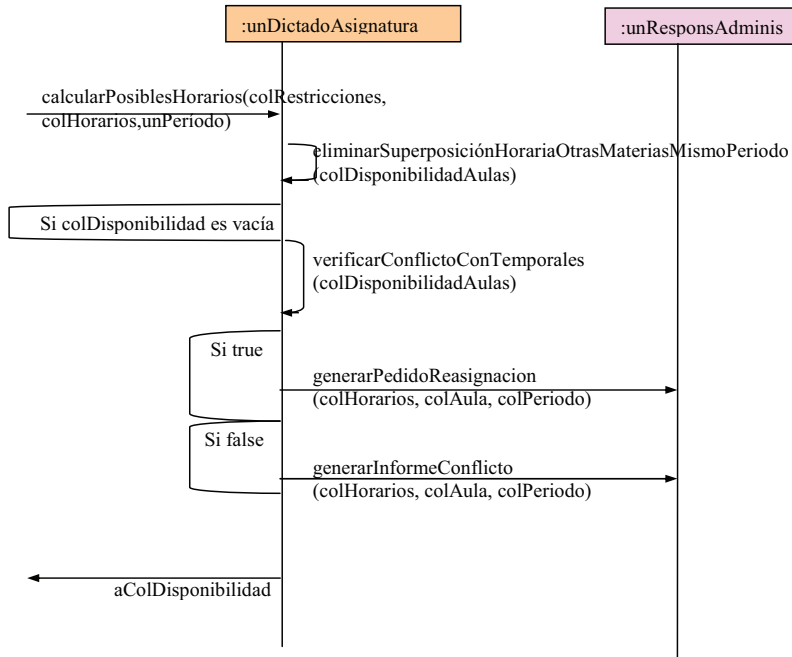 :unDictadoAsignatura
:unResponsAdminis
calcularPosiblesHorarios(colRestricciones,
colHorarios,unPeríodo)
eliminarSuperposiciónHorariaOtrasMateriasMismoPeriodo
(colDisponibilidadAulas)
Si colDisponibilidad es vacía
verificarConflictoConTemporales
(colDisponibilidadAulas)
Si true
generarPedidoReasignacion
(colHorarios, colAula, colPeriodo)
Si false
generarInformeConflicto
(colHorarios, colAula, colPeriodo)
aColDisponibilidad